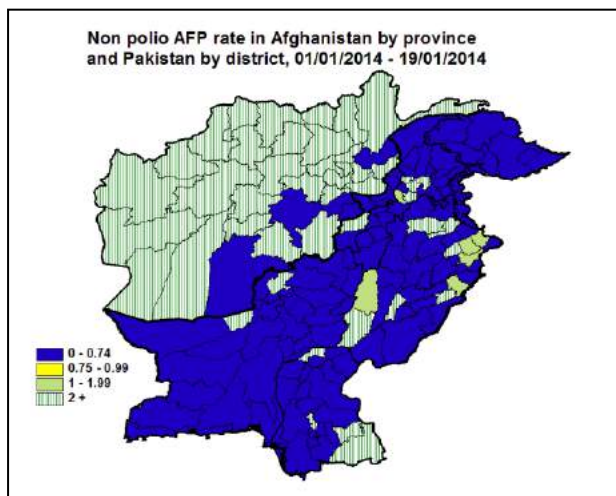 Non polio AFP rate in Afghanistan by province
and Pakistan by district, 01/01/2014 - 19/01/2014
0 - 0.74
0.75 - 0.99
1 - 1.99
2 +